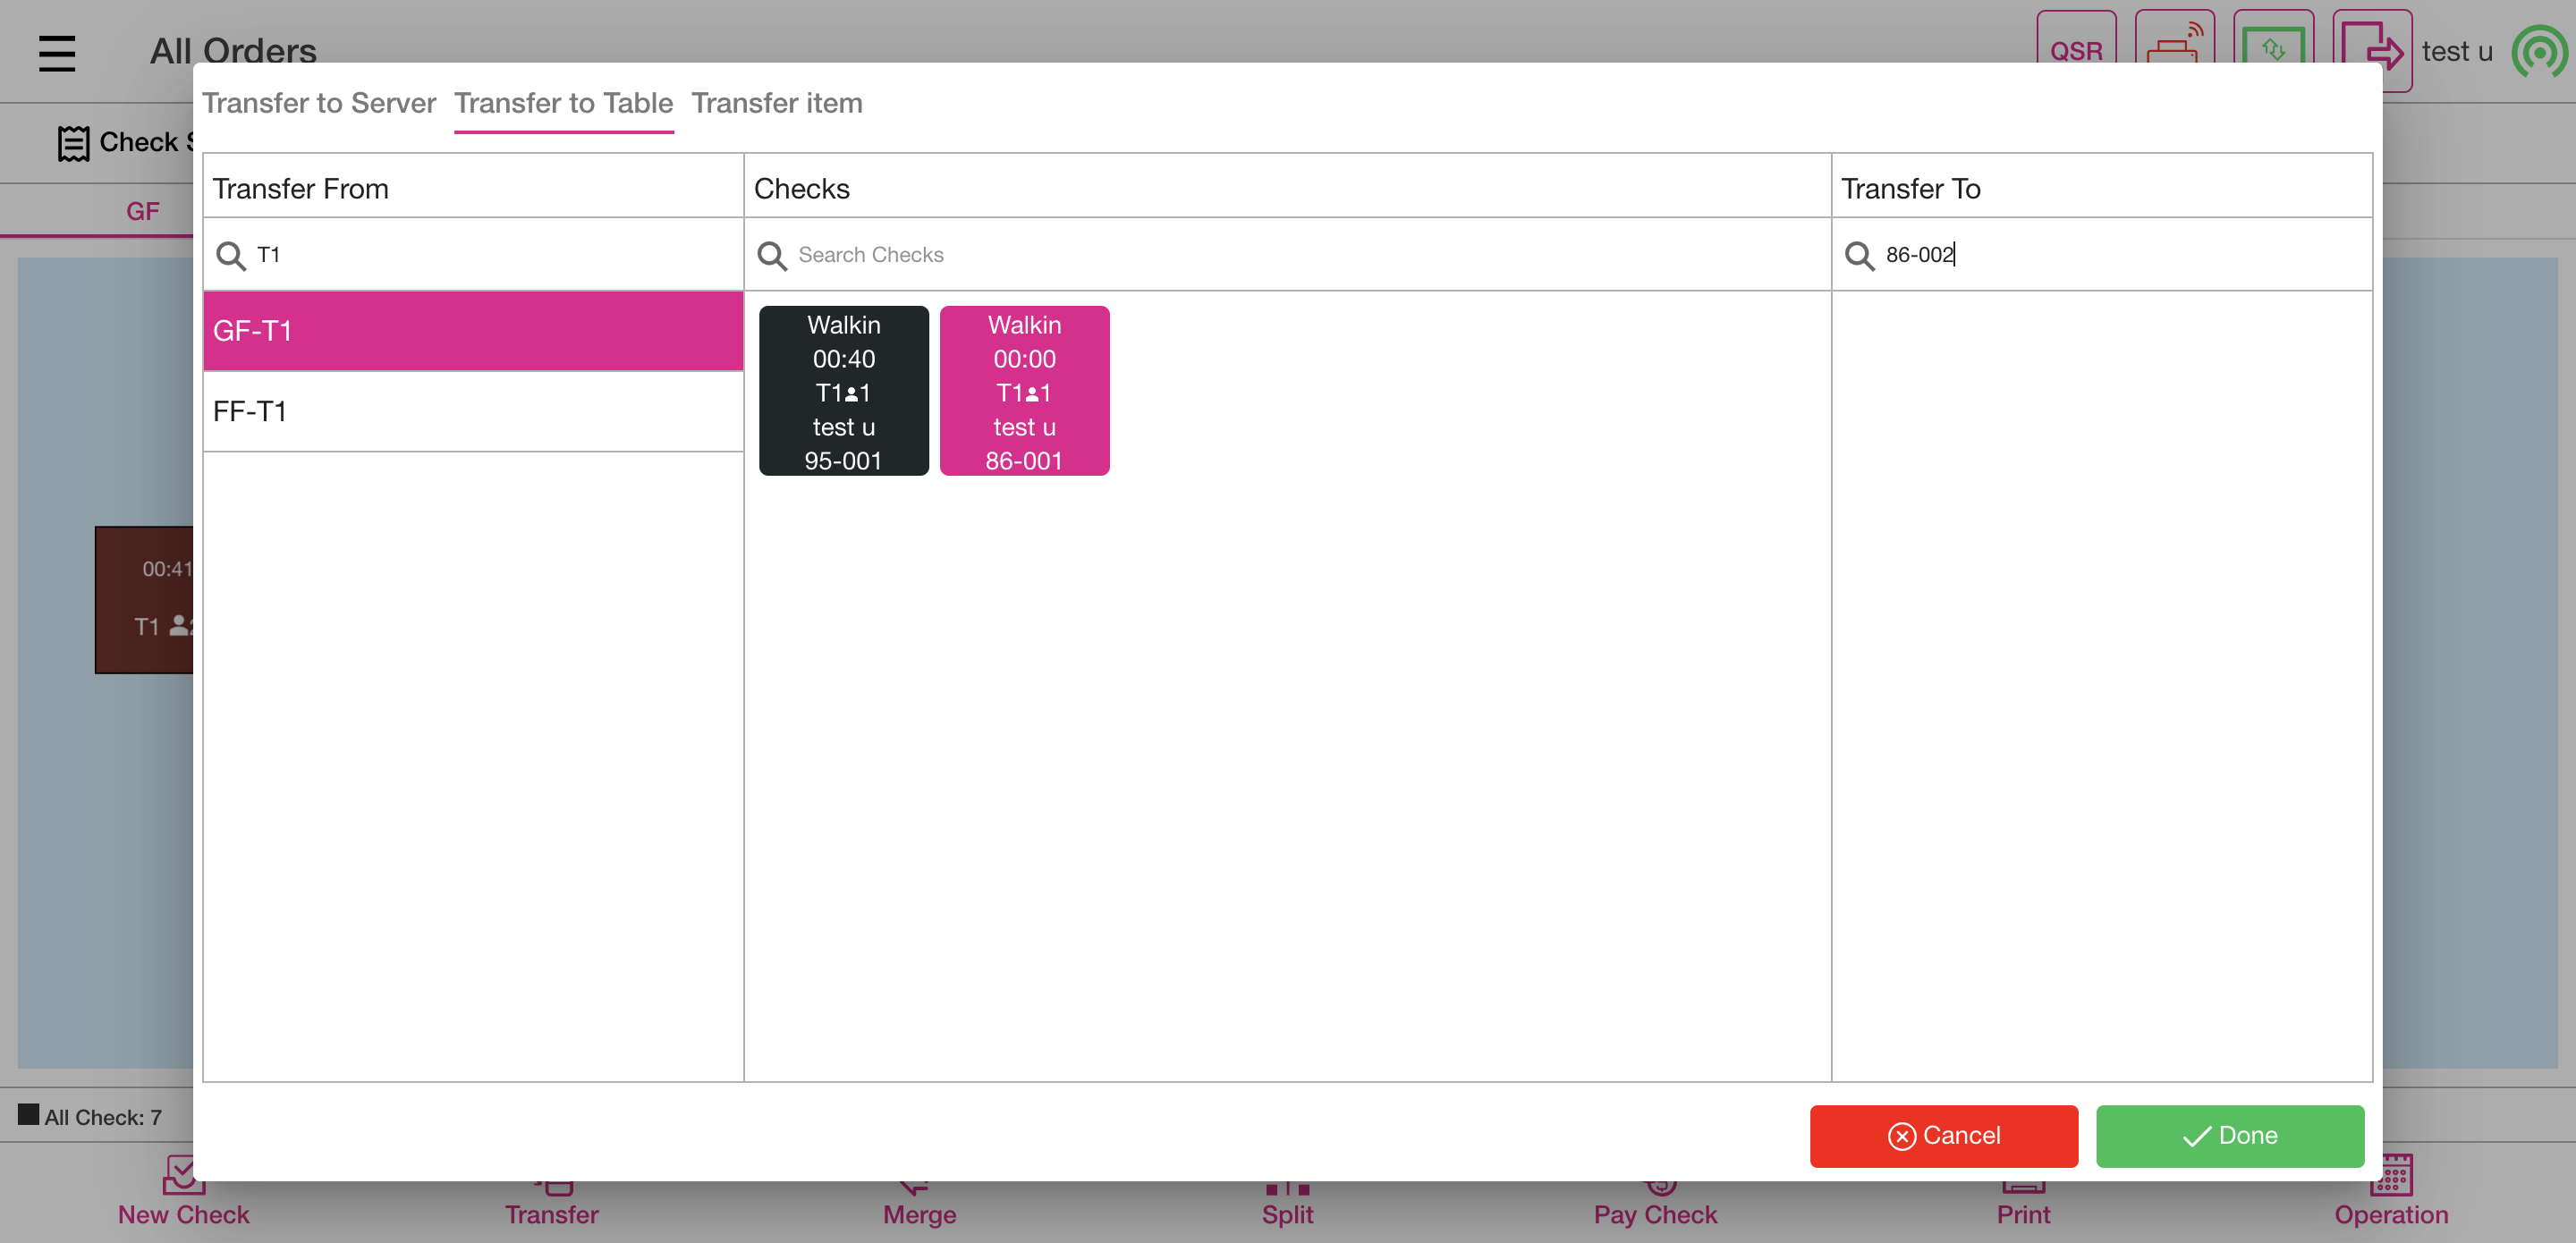 All Orders
QSR
test u
Check S
GF
Transfer to Server
Transfer to Table
Transfer item
Transfer From
Checks
Transfer To
T1
Search Checks
86-002
GF-T1
FF-T1
Walkin
00:40
T1 1
test u
95-001
Walkin
00:00
T1 1
test u
86-001
00:41
T1
All Check: 7
Cancel
Done
New Check
Transfer
Merge
Split
Pay Check
Print
Operation